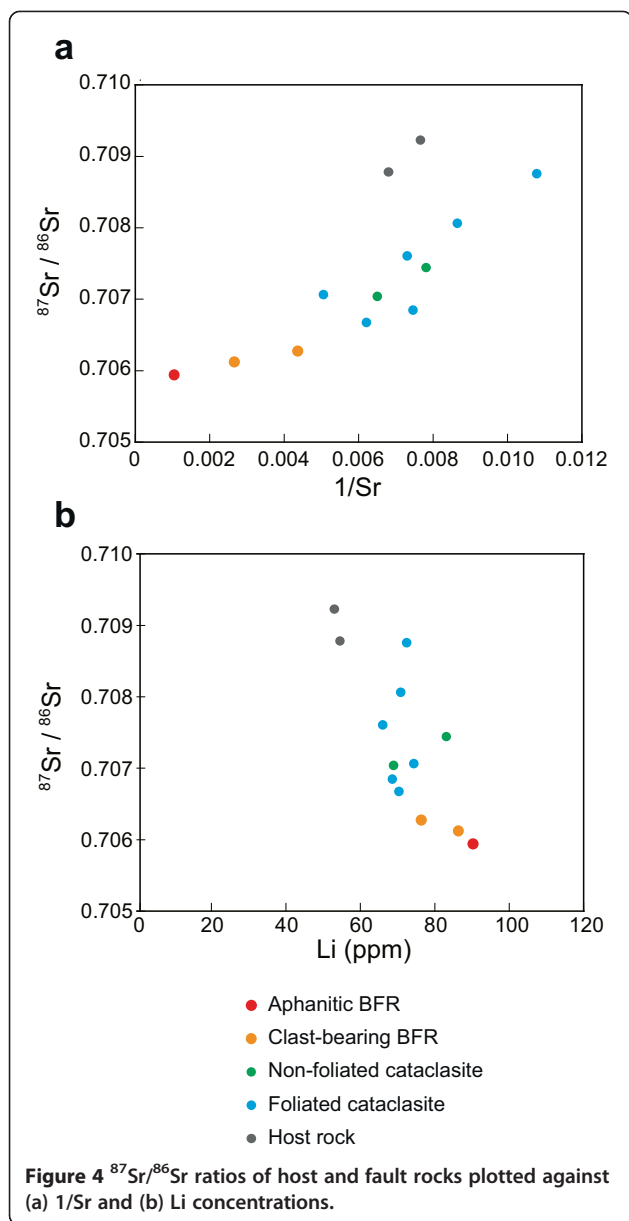 a
0.710
0.709
0.708
0.707
0.706
0.705
87Sr / 86Sr
0 0.002 0.004 0.006 0.008 0.010 0.012
1/Sr
b
0.710
0.709
0.708
0.707
0.706
0.705
87Sr / 86Sr
0 20 40 60 80 100 120
Li (ppm)
Aphanitic BFR
Clast-bearing BFR
Non-foliated cataclasite
Foliated cataclasite
Host rock
Figure 4 87Sr/86Sr ratios of host and fault rocks plotted against
(a) 1/Sr and (b) Li concentrations.